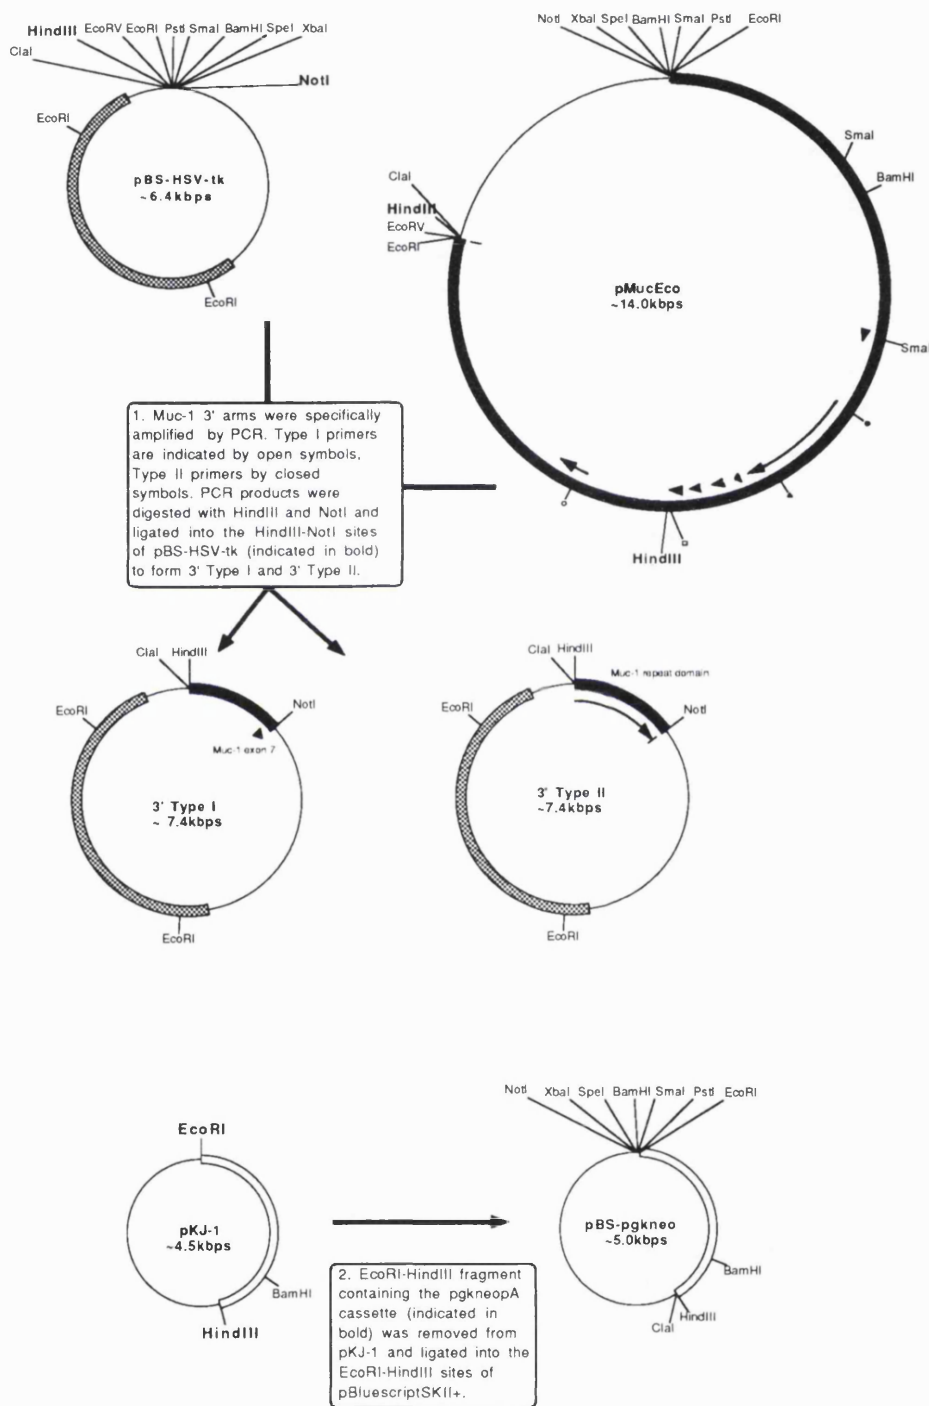 HindIII EcoRV EcoRI PstI SmaI BamHI SpeI XbaI
ClaI
NotI
EcoRI
pBS-HSV-tk
~6.4kbps
EcoRI
NotI XbaI SpeI BamHI SmaI PstI EcoRI
SmaI
BamHI
ClaI
HindIII
EcoRV
EcoRI
pMucEco
~14.0kbps
SmaI
HindIII
1. Muc-1 3' arms were specifically
amplified by PCR. Type I primers
are indicated by open symbols,
Type II primers by closed
symbols. PCR products were
digested with HindIII and NotI and
ligated into the HindIII-NotI sites
of pBS-HSV-tk (indicated in bold)
to form 3' Type I and 3' Type II.
ClaI HindIII
EcoRI
NotI
Muc-1 exon 7
3' Type I
~ 7.4kbps
EcoRI
ClaI HindIII
Muc-1 repeat domain
EcoRI
NotI
3' Type II
~7.4kbps
EcoRI
EcoRI
pKJ-1
~4.5kbps
BamHI
HindIII
2. EcoRI-HindIII fragment
containing the pgkneopA
cassette (indicated in
bold) was removed from
pKJ-1 and ligated into the
EcoRI-HindIII sites of
pBluescriptSKII+.
NotI XbaI SpeI BamHI SmaI PstI EcoRI
pBS-pgkneo
~5.0kbps
BamHI
HindIII
ClaI